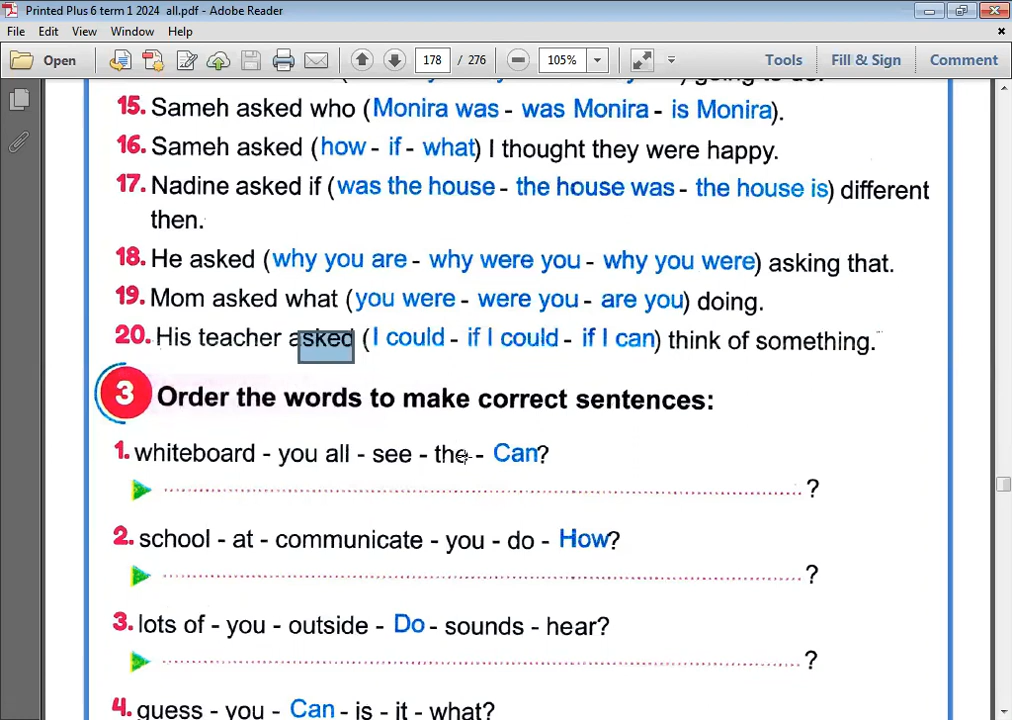 Printed Plus 6 term 1 2024 all.pdf - Adobe Reader
File Edit View Window Help
Open 178 / 276 105% Tools Fill & Sign Comment
15. Sameh asked who (Monira was - was Monira - is Monira).
16. Sameh asked (how - if - what) I thought they were happy.
17. Nadine asked if (was the house - the house was - the house is) different
then.
18. He asked (why you are - why were you - why you were) asking that.
19. Mom asked what (you were - were you - are you) doing.
20. His teacher asked (I could - if I could - if I can) think of something.
3 Order the words to make correct sentences:
1. whiteboard - you all - see - the - Can?
?
2. school - at - communicate - you - do - How?
?
3. lots of - you - outside - Do - sounds - hear?
?
4. guess - you - Can - is - it - what?